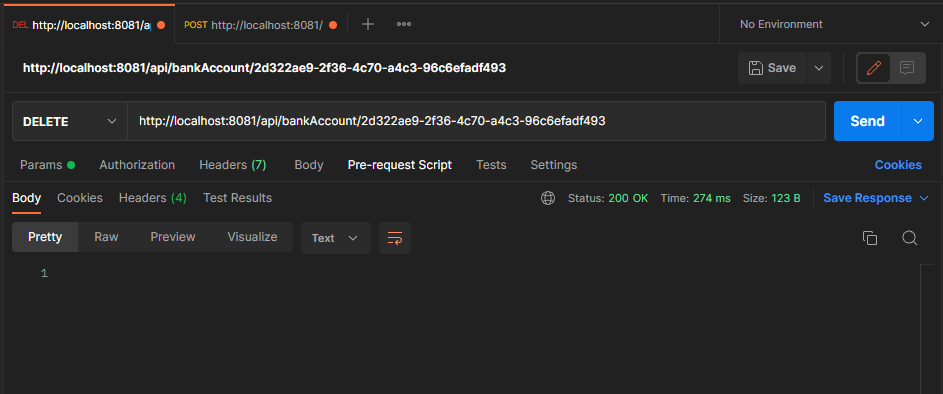 DEL http://localhost:8081/ap POST http://localhost:8081/ No Environment
http://localhost:8081/api/bankAccount/2d322ae9-2f36-4c70-a4c3-96c6efadf493 Save
DELETE http://localhost:8081/api/bankAccount/2d322ae9-2f36-4c70-a4c3-96c6efadf493 Send
Params Authorization Headers (7) Body Pre-request Script Tests Settings Cookies
Body Cookies Headers (4) Test Results Status: 200 OK Time: 274 ms Size: 123 B Save Response
Pretty Raw Preview Visualize Text
1